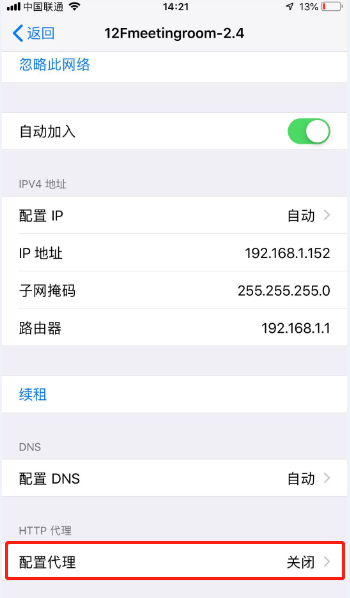 中国联通 14:21 13%
返回 12Fmeetingroom-2.4
忽略此网络
自动加入
IPV4 地址
配置 IP 自动
IP 地址 192.168.1.152
子网掩码 255.255.255.0
路由器 192.168.1.1
续租
DNS
配置 DNS 自动
HTTP 代理
配置代理 关闭